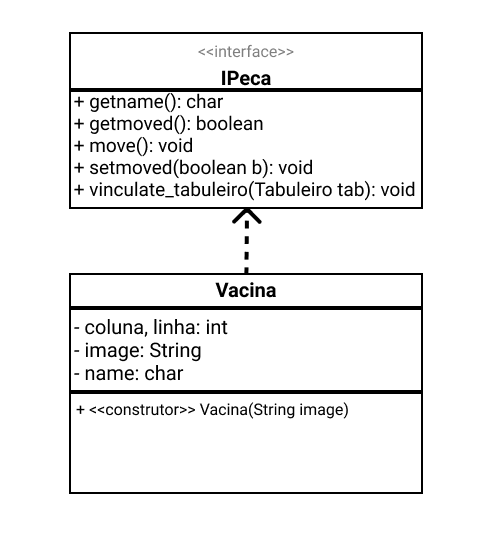 <<interface>>
IPeca
+ getname(): char
+ getmoved(): boolean
+ move(): void
+ setmoved(boolean b): void
+ vinculate_tabuleiro(Tabuleiro tab): void
Vacina
- coluna, linha: int
- image: String
- name: char
+ <<construtor>> Vacina(String image)